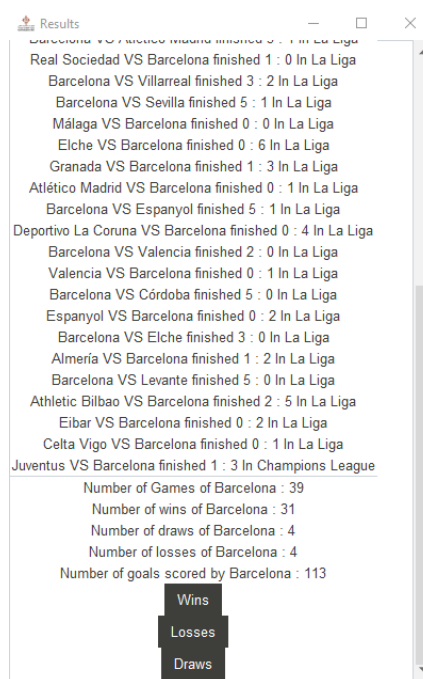 Results
Barcelona VS Atlético Madrid finished 3 : 1 In La Liga
Real Sociedad VS Barcelona finished 1 : 0 In La Liga
Barcelona VS Villarreal finished 3 : 2 In La Liga
Barcelona VS Sevilla finished 5 : 1 In La Liga
Málaga VS Barcelona finished 0 : 0 In La Liga
Elche VS Barcelona finished 0 : 6 In La Liga
Granada VS Barcelona finished 1 : 3 In La Liga
Atlético Madrid VS Barcelona finished 0 : 1 In La Liga
Barcelona VS Espanyol finished 5 : 1 In La Liga
Deportivo La Coruna VS Barcelona finished 0 : 4 In La Liga
Barcelona VS Valencia finished 2 : 0 In La Liga
Valencia VS Barcelona finished 0 : 1 In La Liga
Barcelona VS Córdoba finished 5 : 0 In La Liga
Espanyol VS Barcelona finished 0 : 2 In La Liga
Barcelona VS Elche finished 3 : 0 In La Liga
Almería VS Barcelona finished 1 : 2 In La Liga
Barcelona VS Levante finished 5 : 0 In La Liga
Athletic Bilbao VS Barcelona finished 2 : 5 In La Liga
Eibar VS Barcelona finished 0 : 2 In La Liga
Celta Vigo VS Barcelona finished 0 : 1 In La Liga
Juventus VS Barcelona finished 1 : 3 In Champions League
Number of Games of Barcelona : 39
Number of wins of Barcelona : 31
Number of draws of Barcelona : 4
Number of losses of Barcelona : 4
Number of goals scored by Barcelona : 113
Wins
Losses
Draws